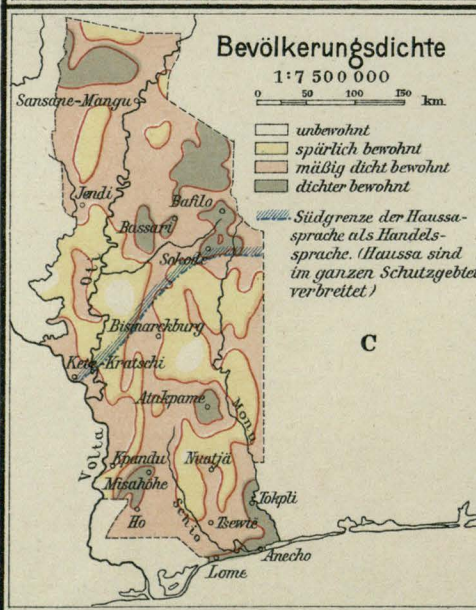 Bevölkerungsdichte
1:7 500 000
0 50 100 150 km.
unbewohnt
spärlich bewohnt
mäßig dicht bewohnt
dichter bewohnt
Südgrenze der Haussa-
sprache als Handels-
sprache. (Haussa sind
im ganzen Schutzgebiet
verbreitet)
C
Sansane-Mangu
Jendi
Bafilo
Bassari
Sokode
Oti
Bismarckburg
Kete-Kratschi
Atakpame
Monu
Volta
Kpandu
Nuatjä
Misahöhe
Tokpli
Ho
Schio
Tsewie
Anecho
Lome